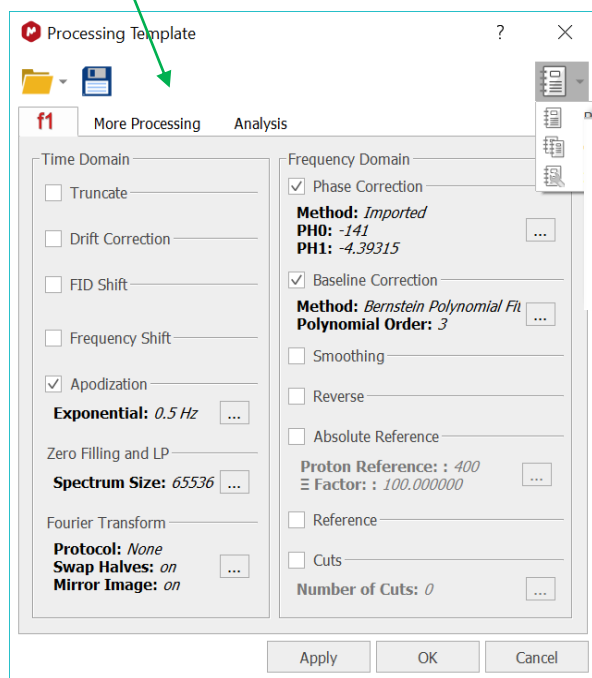 Processing Template
?
f1
More Processing
Analysis
Time Domain
Truncate
Drift Correction
FID Shift
Frequency Shift
Apodization
Exponential: 0.5 Hz
...
Zero Filling and LP
Spectrum Size: 65536
...
Fourier Transform
Protocol: None
Swap Halves: on
Mirror Image: on
...
Frequency Domain
Phase Correction
Method: Imported
PH0: -141
PH1: -4.39315
...
Baseline Correction
Method: Bernstein Polynomial Fit
Polynomial Order: 3
...
Smoothing
Reverse
Absolute Reference
Proton Reference: : 400
Ξ Factor: : 100.000000
...
Reference
Cuts
Number of Cuts: 0
...
Apply
OK
Cancel